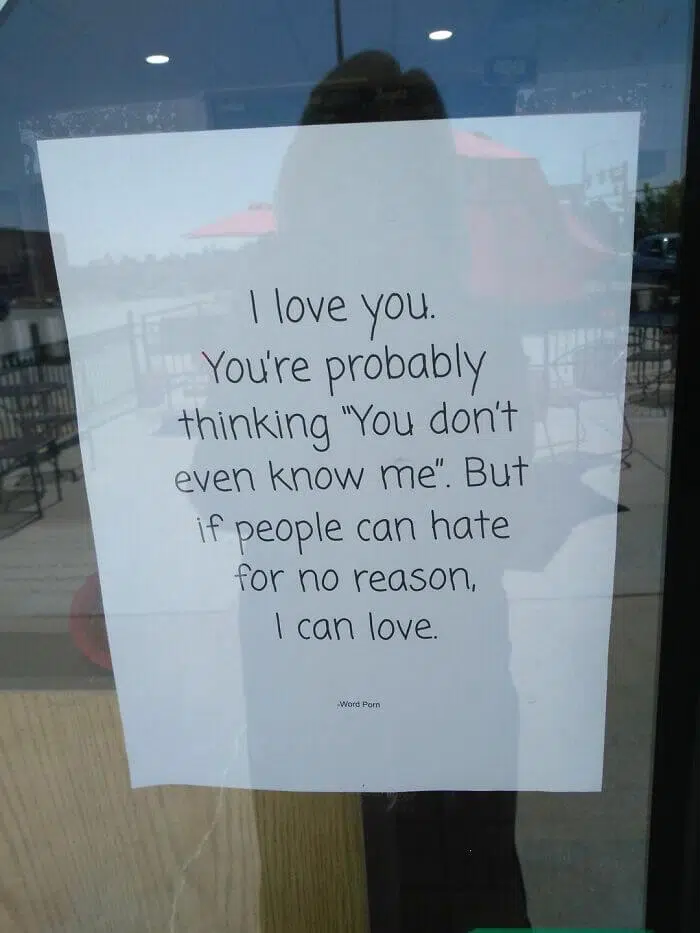 I love you.
You're probably
thinking "You don't
even know me". But
if people can hate
for no reason,
I can love.
-Word Porn